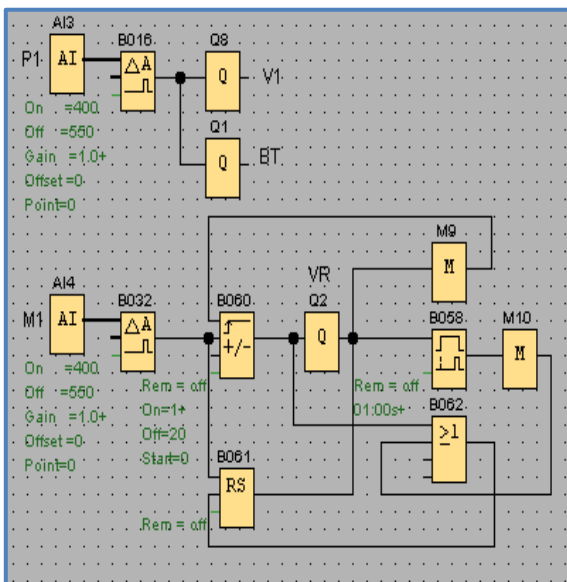 AI3
B016
Q8
P1
AI
ΔA
Q
V1
On =400
Off =550
Gain =1.0+
Offset=0
Point=0
Q1
Q
BT
M9
M
AI4
VR
M1
AI
B032
ΔA
B060
+/-
Q2
Q
B058
M10
M
On =400
Off =550
Gain =1.0+
Offset=0
Point=0
Rem = off
On=1+
Off=20
Start=0
Rem = off
01:00s+
B062
>1
B061
RS
Rem = off